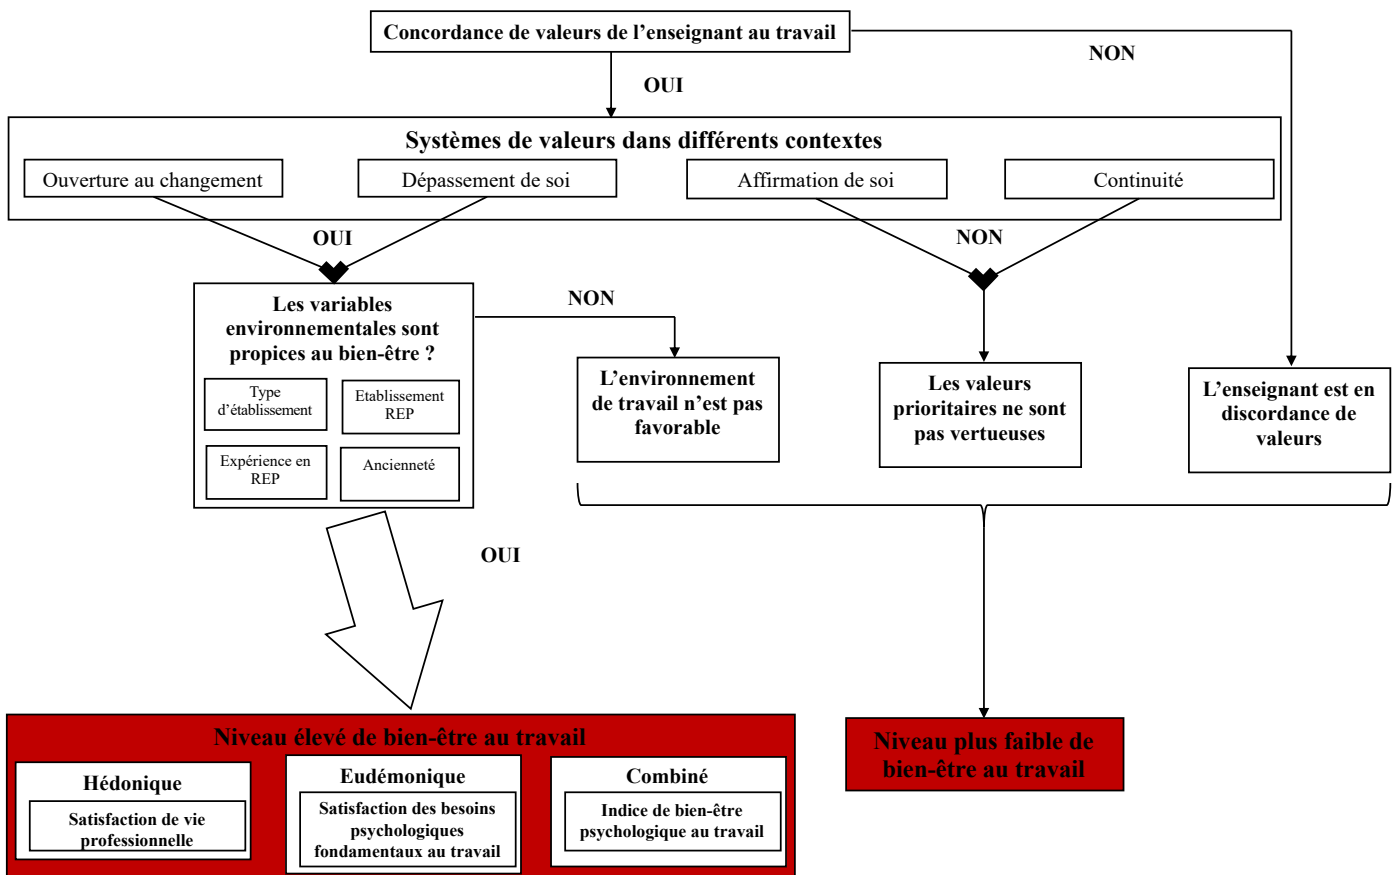 Concordance de valeurs de l’enseignant au travail
NON
OUI
Systèmes de valeurs dans différents contextes
Ouverture au changement
Dépassement de soi
Affirmation de soi
Continuité
OUI
NON
Les variables
environnementales sont
propices au bien-être ?
Type
d’établissement
Etablissement
REP
Expérience en
REP
Ancienneté
NON
L’environnement
de travail n’est pas
favorable
Les valeurs
prioritaires ne sont
pas vertueuses
L’enseignant est en
discordance de
valeurs
OUI
Niveau élevé de bien-être au travail
Hédonique
Satisfaction de vie
professionnelle
Eudémonique
Satisfaction des besoins
psychologiques
fondamentaux au travail
Combiné
Indice de bien-être
psychologique au travail
Niveau plus faible de
bien-être au travail